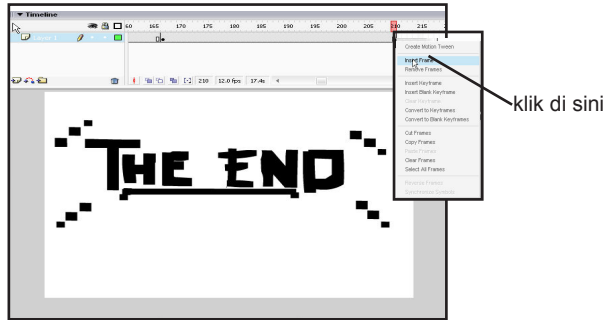 Timeline
60 165 170 175 180 185 190 195 200 205 210 215
Layer 1
210 12.0 fps 17.4s
Create Motion Tween
Insert Frame
Remove Frames
Insert Keyframe
Insert Blank Keyframe
Clear Keyframe
Convert to Keyframes
Convert to Blank Keyframes
Cut Frames
Copy Frames
Paste Frames
Clear Frames
Select All Frames
Reverse Frames
Synchronize Symbols
klik di sini
THE END